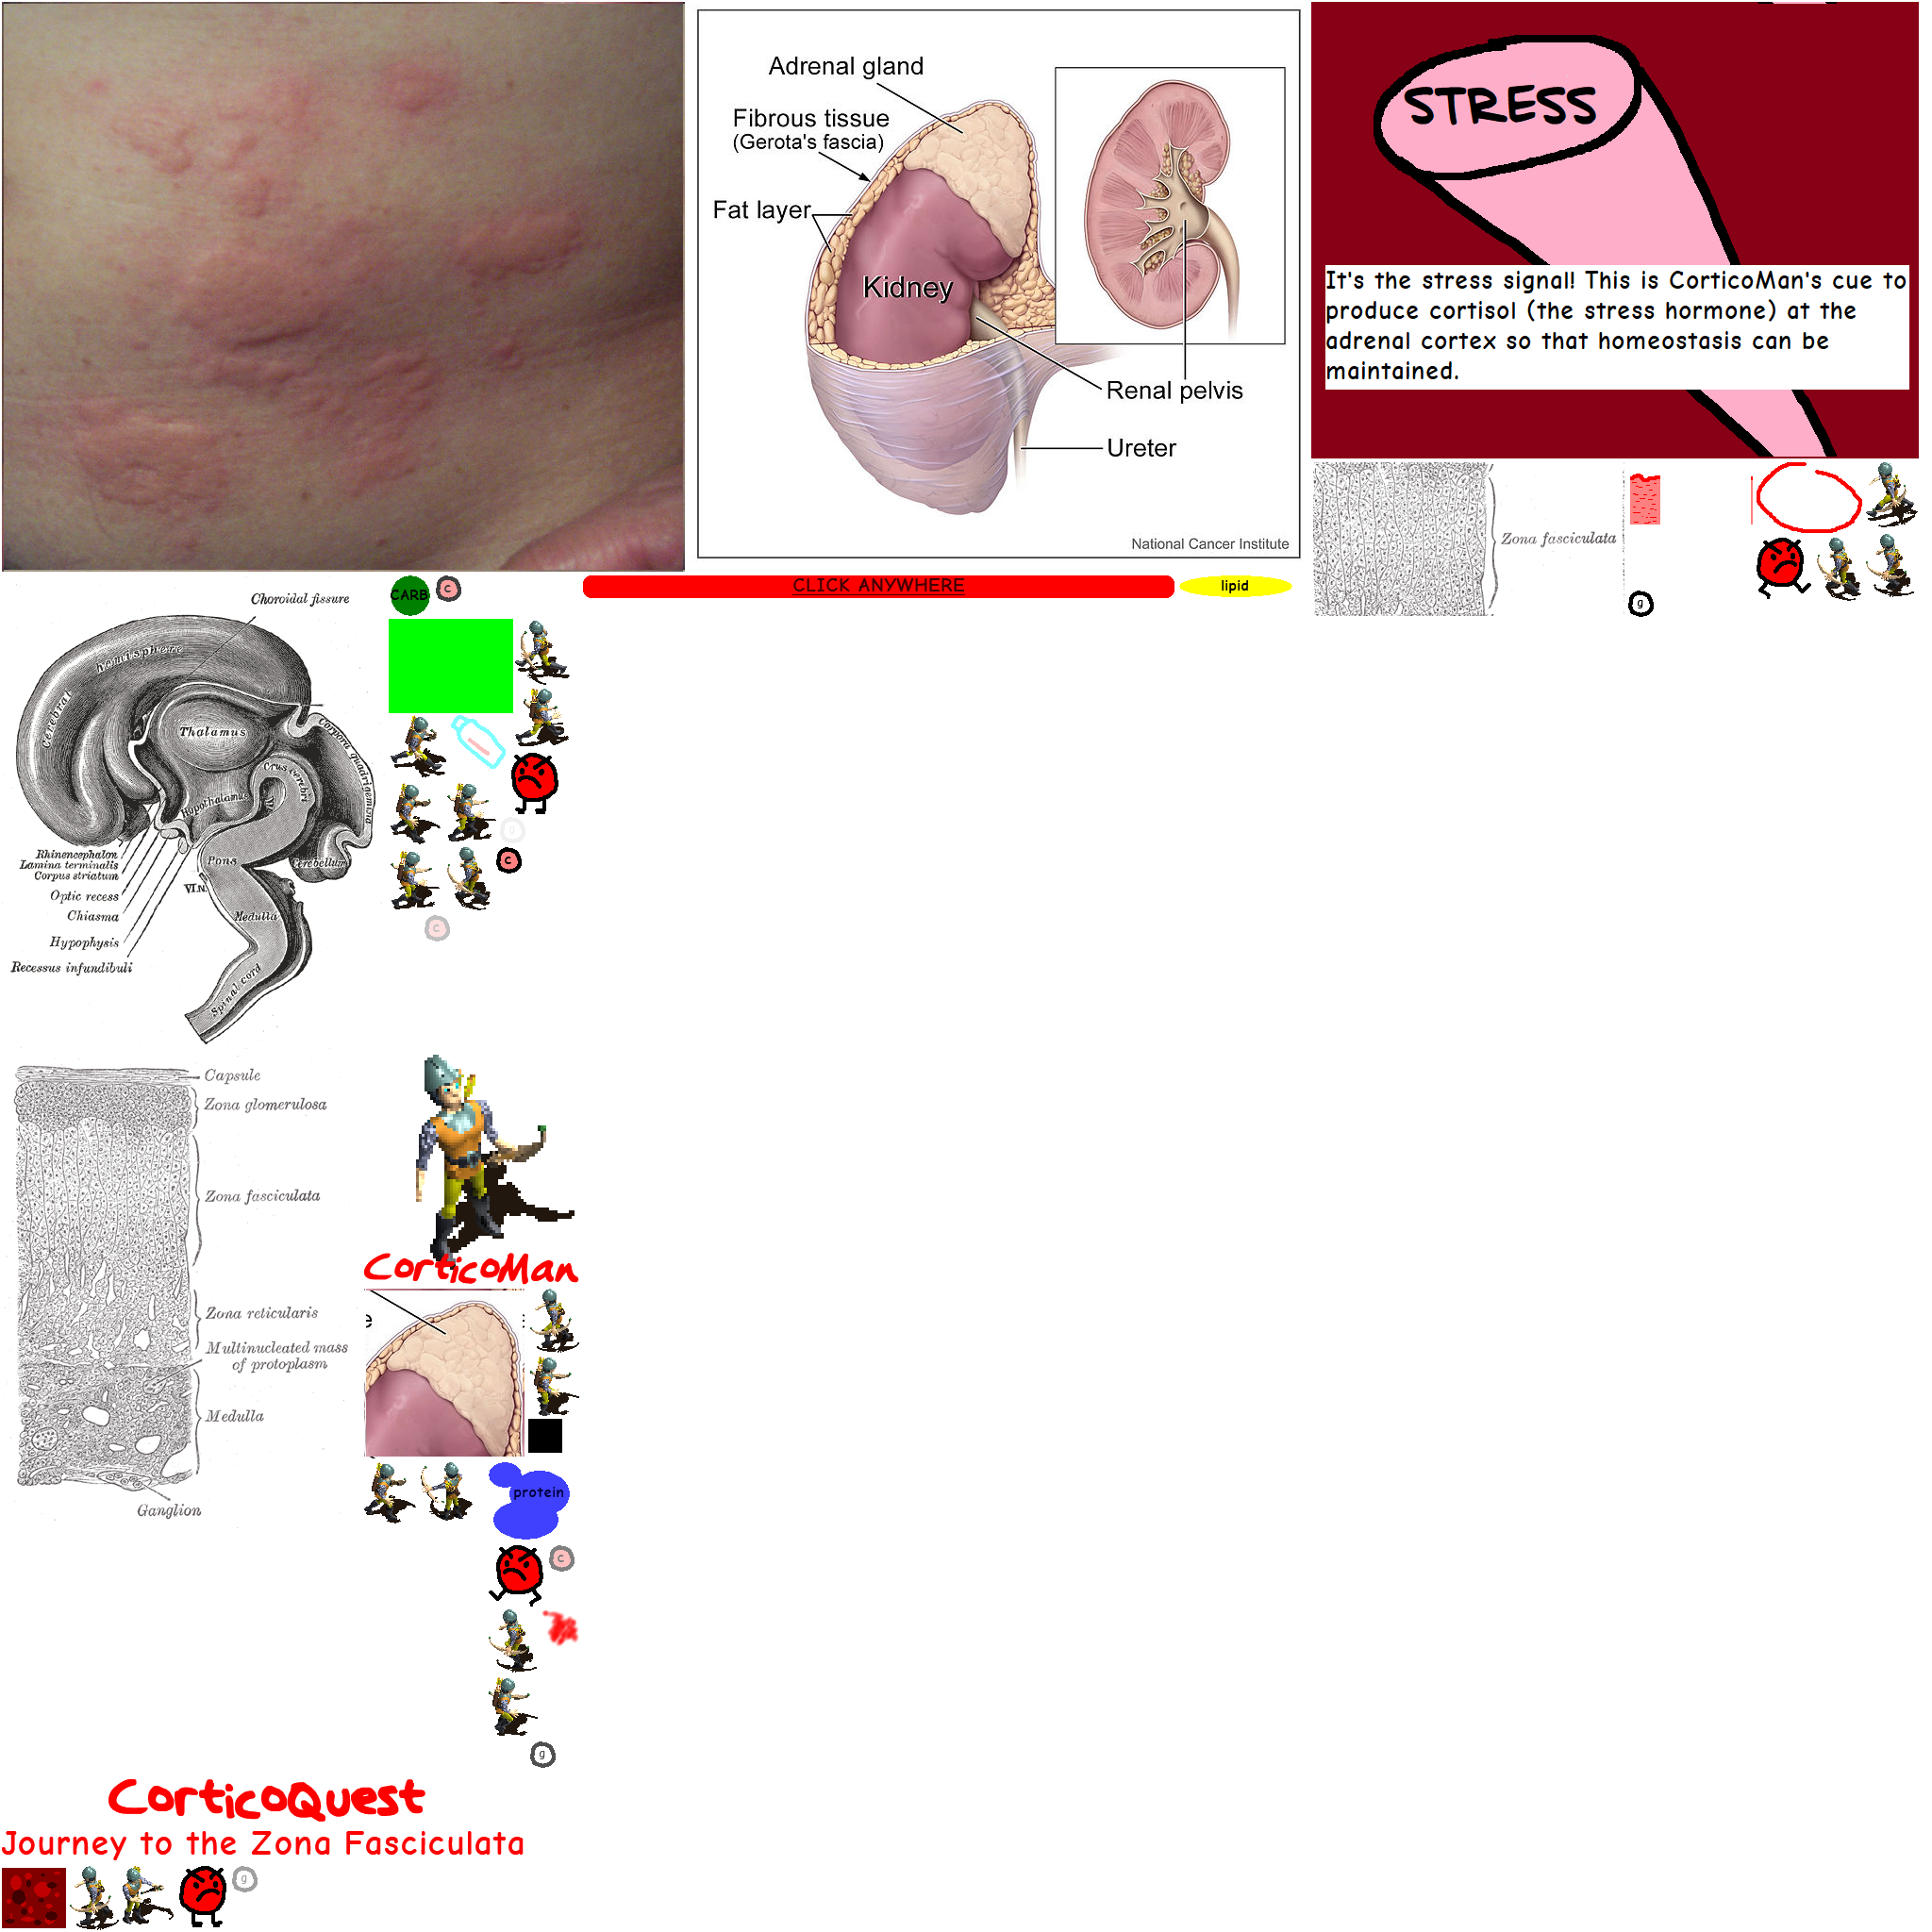 Adrenal gland
Fibrous tissue
(Gerota's fascia)
Fat layer
Kidney
Renal pelvis
Ureter
National Cancer Institute
STRESS
It's the stress signal! This is CorticoMan's cue to
produce cortisol (the stress hormone) at the
adrenal cortex so that homeostasis can be
maintained.
Zona fasciculata
g
CARB
c
CLICK ANYWHERE
lipid
Choroidal fissure
Cerebral hemisphere
Thalamus
Corpora quadrigemina
Crus cerebri
Hypothalamus
Rhinencephalon
Lamina terminalis
Corpus striatum
Pons
Cerebellum
VI.N.
Optic recess
Chiasma
Medulla
Hypophysis
Recessus infundibuli
Spinal cord
g
c
c
Capsule
Zona glomerulosa
Zona fasciculata
Zona reticularis
Multinucleated mass
of protoplasm
Medulla
Ganglion
CorticoMan
e
protein
c
g
CorticoQuest
Journey to the Zona Fasciculata
g